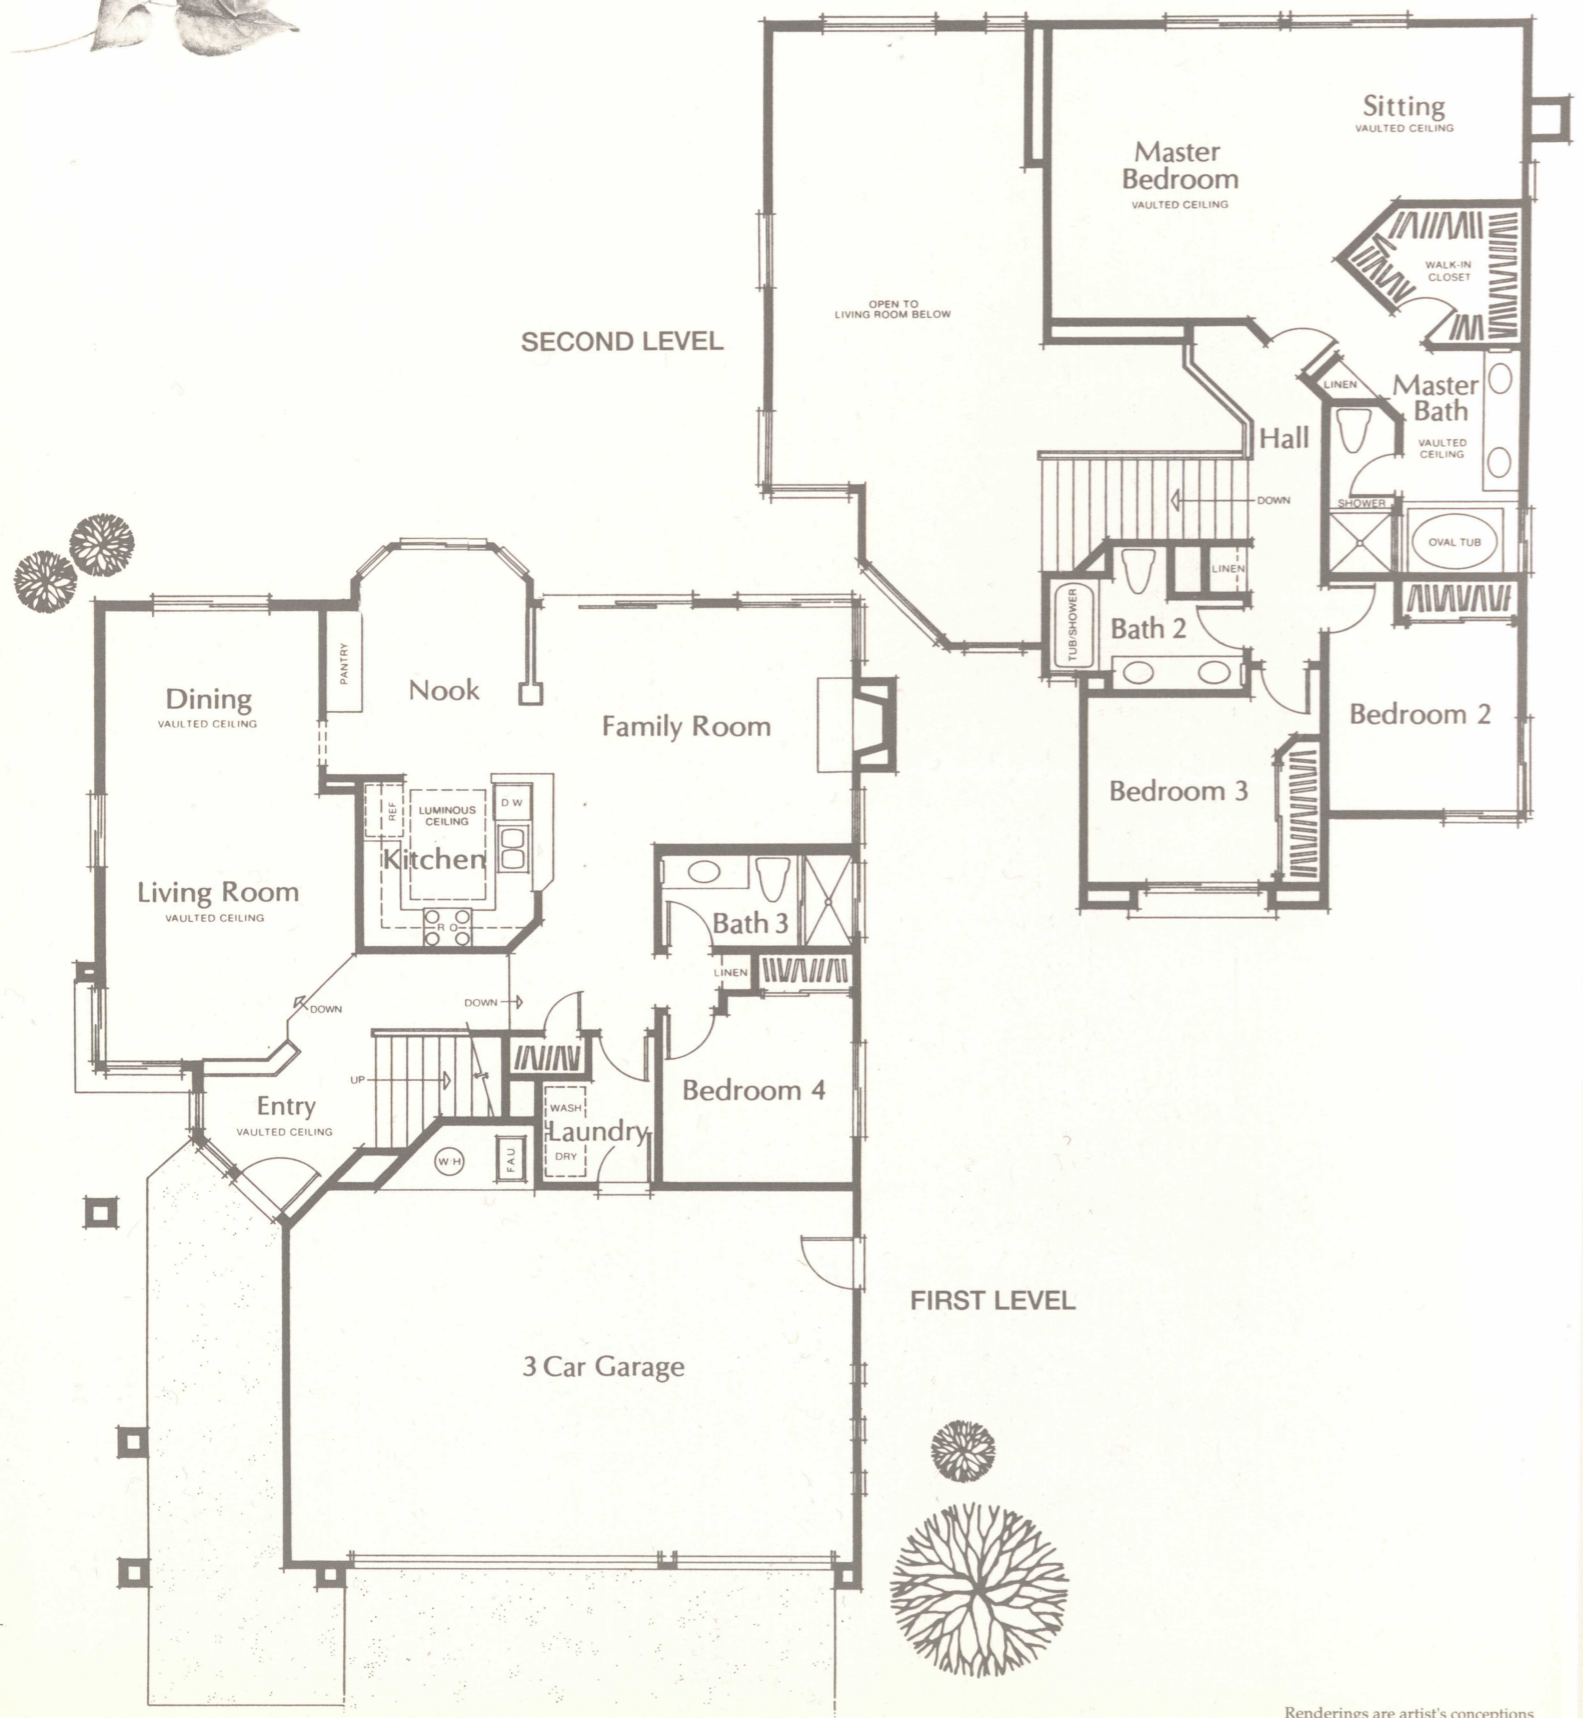 Sitting
VAULTED CEILING
Master
Bedroom
VAULTED CEILING
WALK-IN
CLOSET
OPEN TO
LIVING ROOM BELOW
SECOND LEVEL
LINEN
Master
Bath
VAULTED
CEILING
Hall
DOWN
SHOWER
OVAL TUB
LINEN
TUB/SHOWER
Bath 2
Bedroom 2
Bedroom 3
PANTRY
Nook
Dining
VAULTED CEILING
Family Room
REF
LUMINOUS
CEILING
D W
Kitchen
Living Room
VAULTED CEILING
R O
Bath 3
LINEN
DOWN
DOWN
UP
Bedroom 4
Entry
VAULTED CEILING
WASH
Laundry
DRY
W H
F.A.U.
FIRST LEVEL
3 Car Garage
Renderings are artist's conceptions